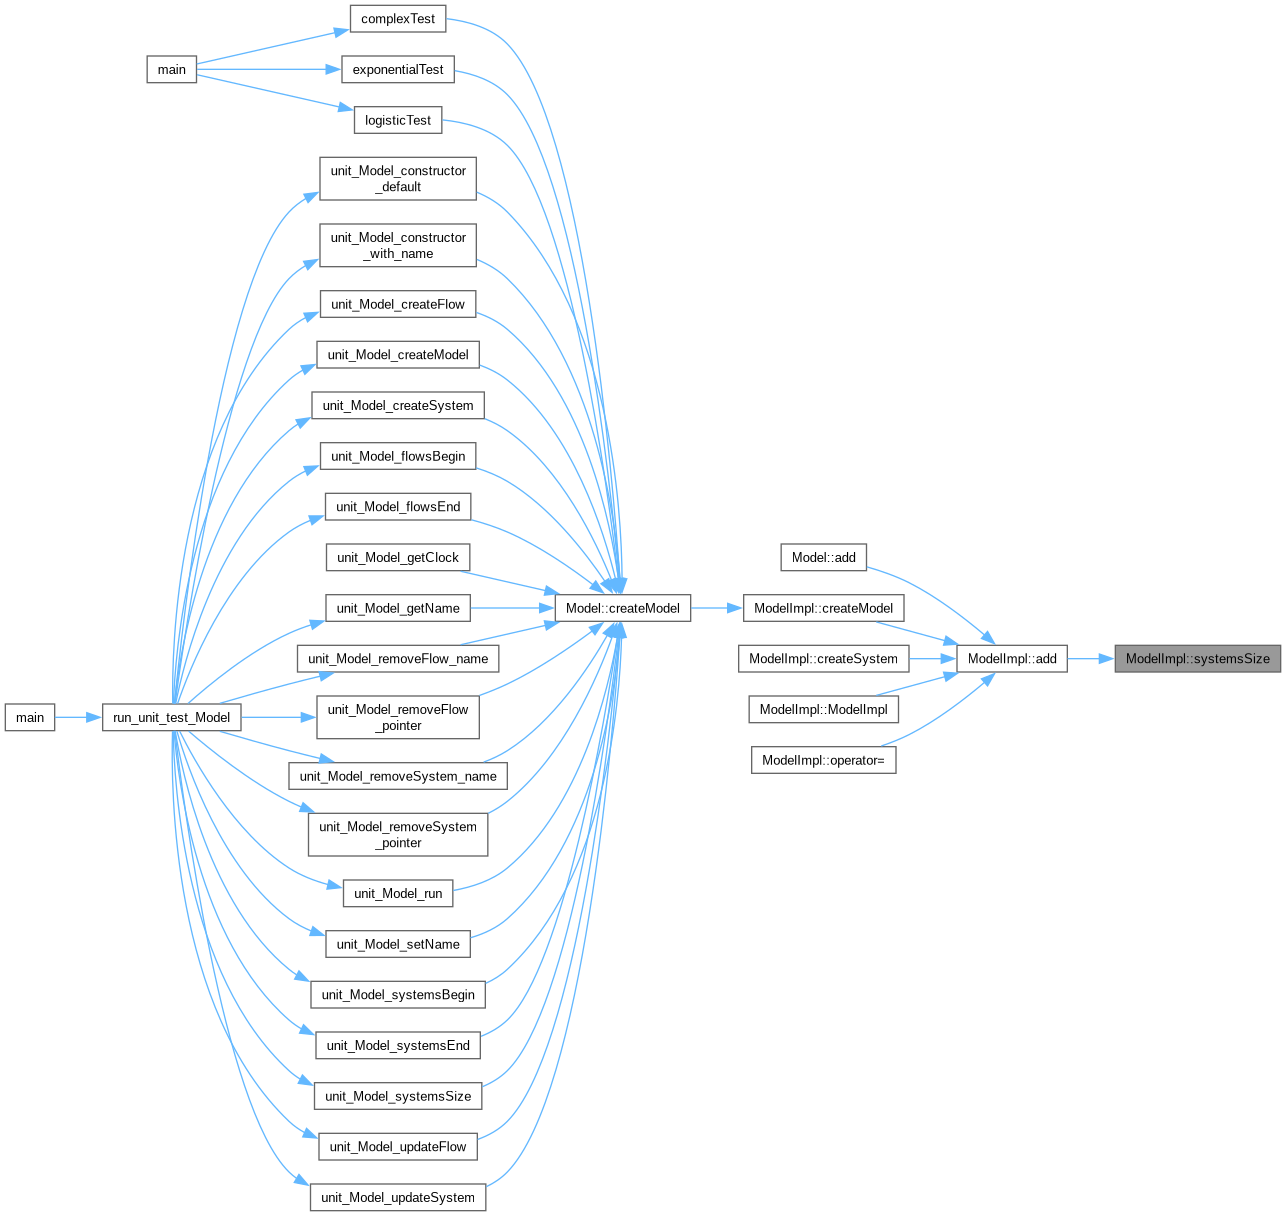 complexTest
main
exponentialTest
logisticTest
unit_Model_constructor
_default
unit_Model_constructor
_with_name
unit_Model_createFlow
unit_Model_createModel
unit_Model_createSystem
unit_Model_flowsBegin
unit_Model_flowsEnd
unit_Model_getClock
unit_Model_getName
unit_Model_removeFlow_name
unit_Model_removeFlow
_pointer
unit_Model_removeSystem_name
unit_Model_removeSystem
_pointer
unit_Model_run
unit_Model_setName
unit_Model_systemsBegin
unit_Model_systemsEnd
unit_Model_systemsSize
unit_Model_updateFlow
unit_Model_updateSystem
main
run_unit_test_Model
Model::createModel
Model::add
ModelImpl::createModel
ModelImpl::createSystem
ModelImpl::ModelImpl
ModelImpl::operator=
ModelImpl::add
ModelImpl::systemsSize